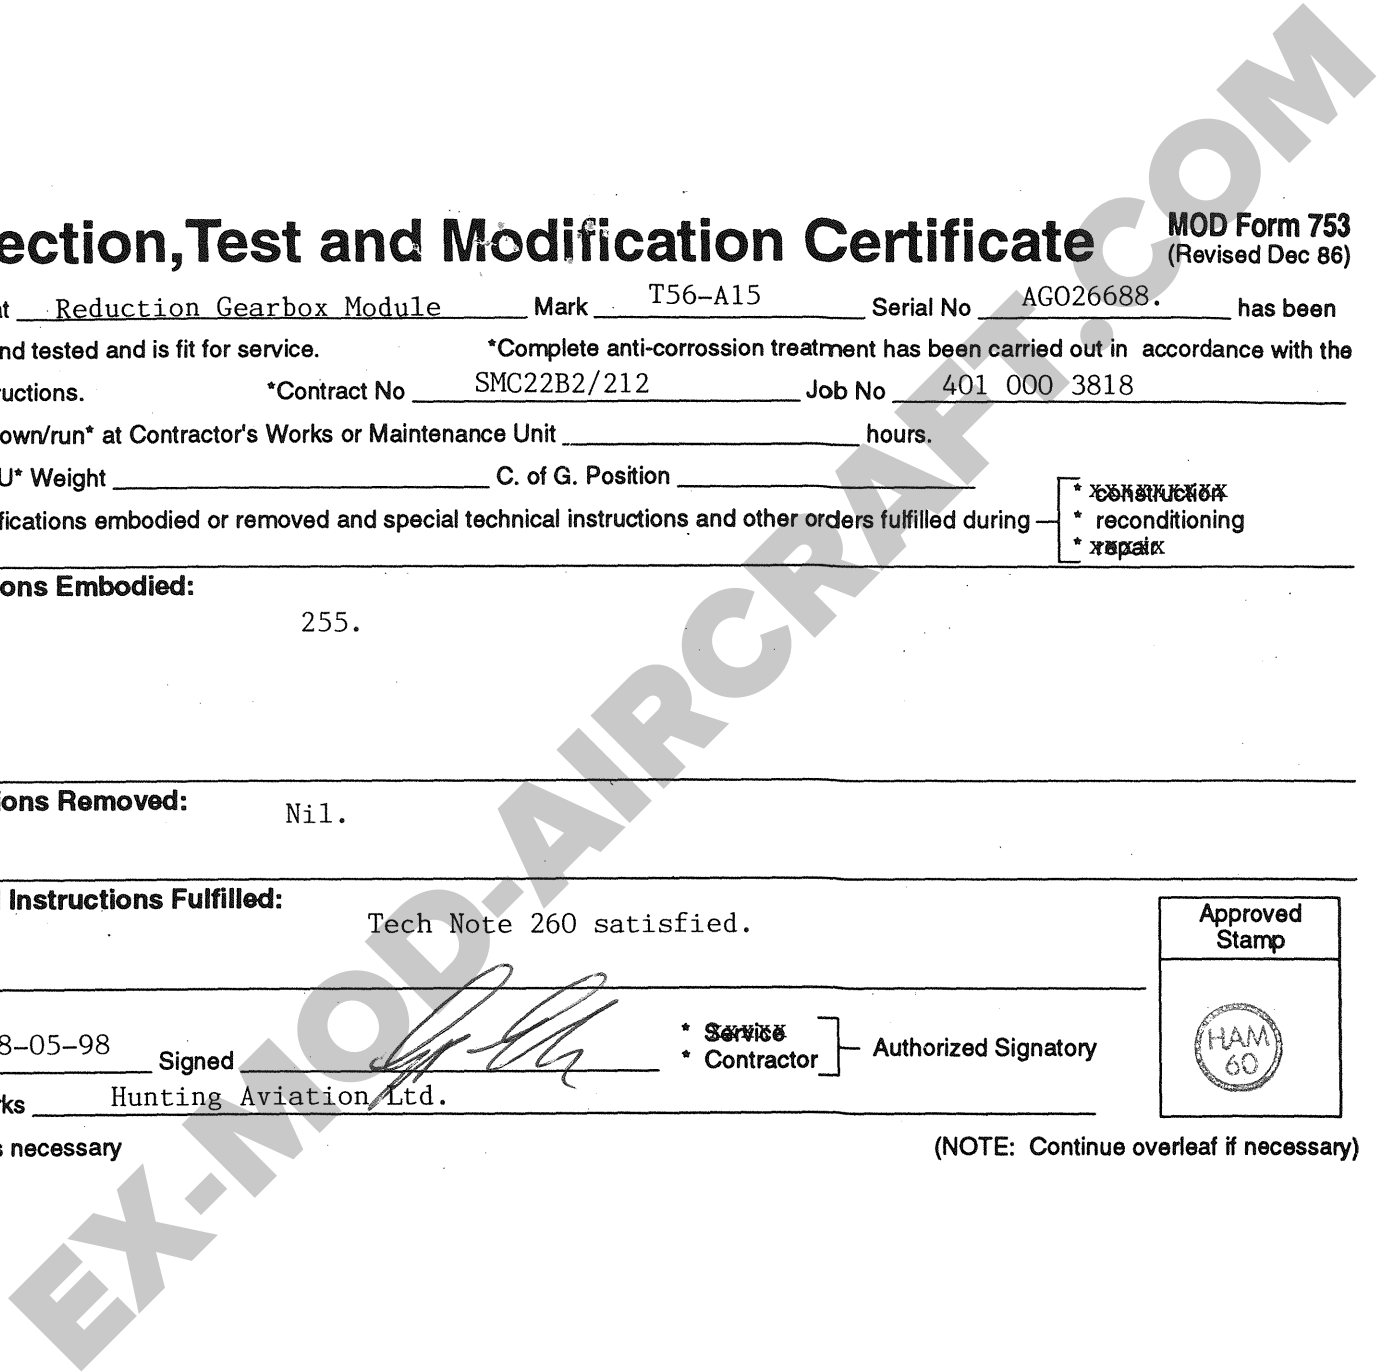 ection,Test and Modification Certificate MOD Form 753
(Revised Dec 86)
t Reduction Gearbox Module Mark T56-A15 Serial No AGO26688. has been
nd tested and is fit for service. *Complete anti-corrossion treatment has been carried out in accordance with the
uctions. *Contract No SMC22B2/212 Job No 401 000 3818
own/run* at Contractor's Works or Maintenance Unit hours.
U* Weight C. of G. Position
* construction
fications embodied or removed and special technical instructions and other orders fulfilled during * reconditioning
* repair
ons Embodied:
255.
ions Removed:
Nil.
Instructions Fulfilled:
Tech Note 260 satisfied.
Approved
Stamp
HAM
60
8-05-98 Signed * Service
* Contractor Authorized Signatory
ks Hunting Aviation Ltd.
s necessary (NOTE: Continue overleaf if necessary)
EX-MOD-AIRCRAFT.COM